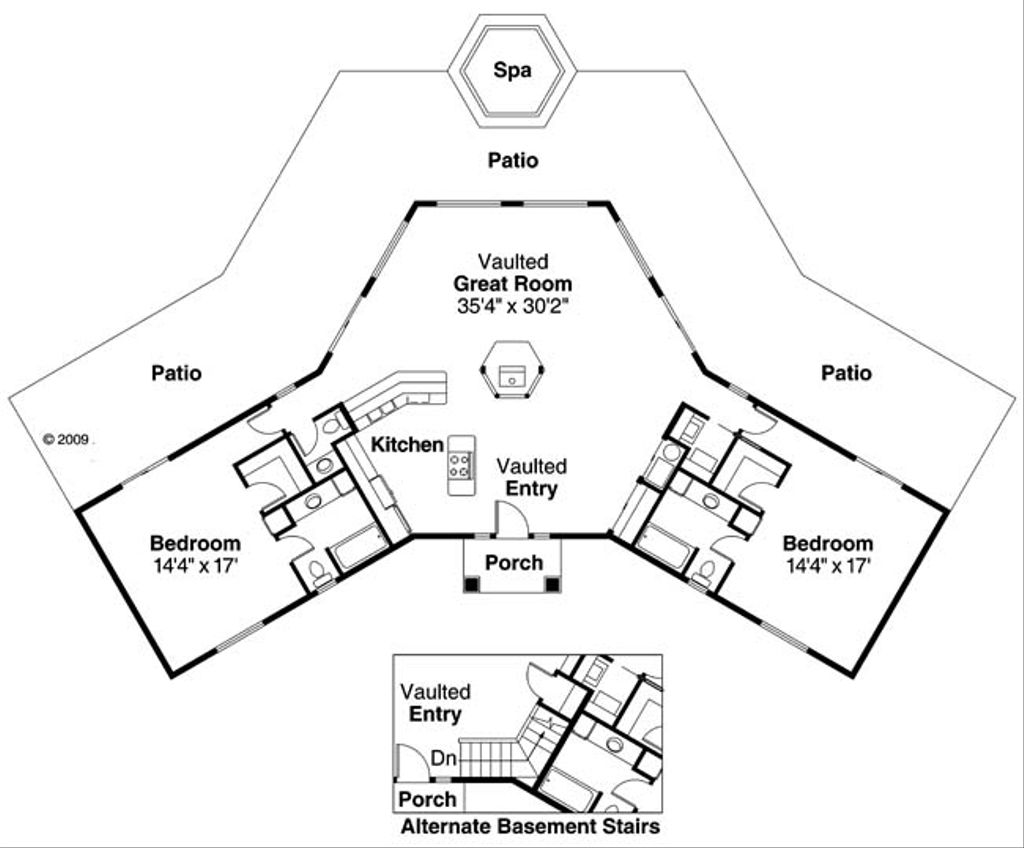 Spa
Patio
Vaulted
Great Room
35'4" x 30'2"
Patio
Patio
© 2009
Kitchen
Vaulted
Entry
Bedroom
14'4" x 17'
Porch
Bedroom
14'4" x 17'
Vaulted
Entry
Dn
Porch
Alternate Basement Stairs